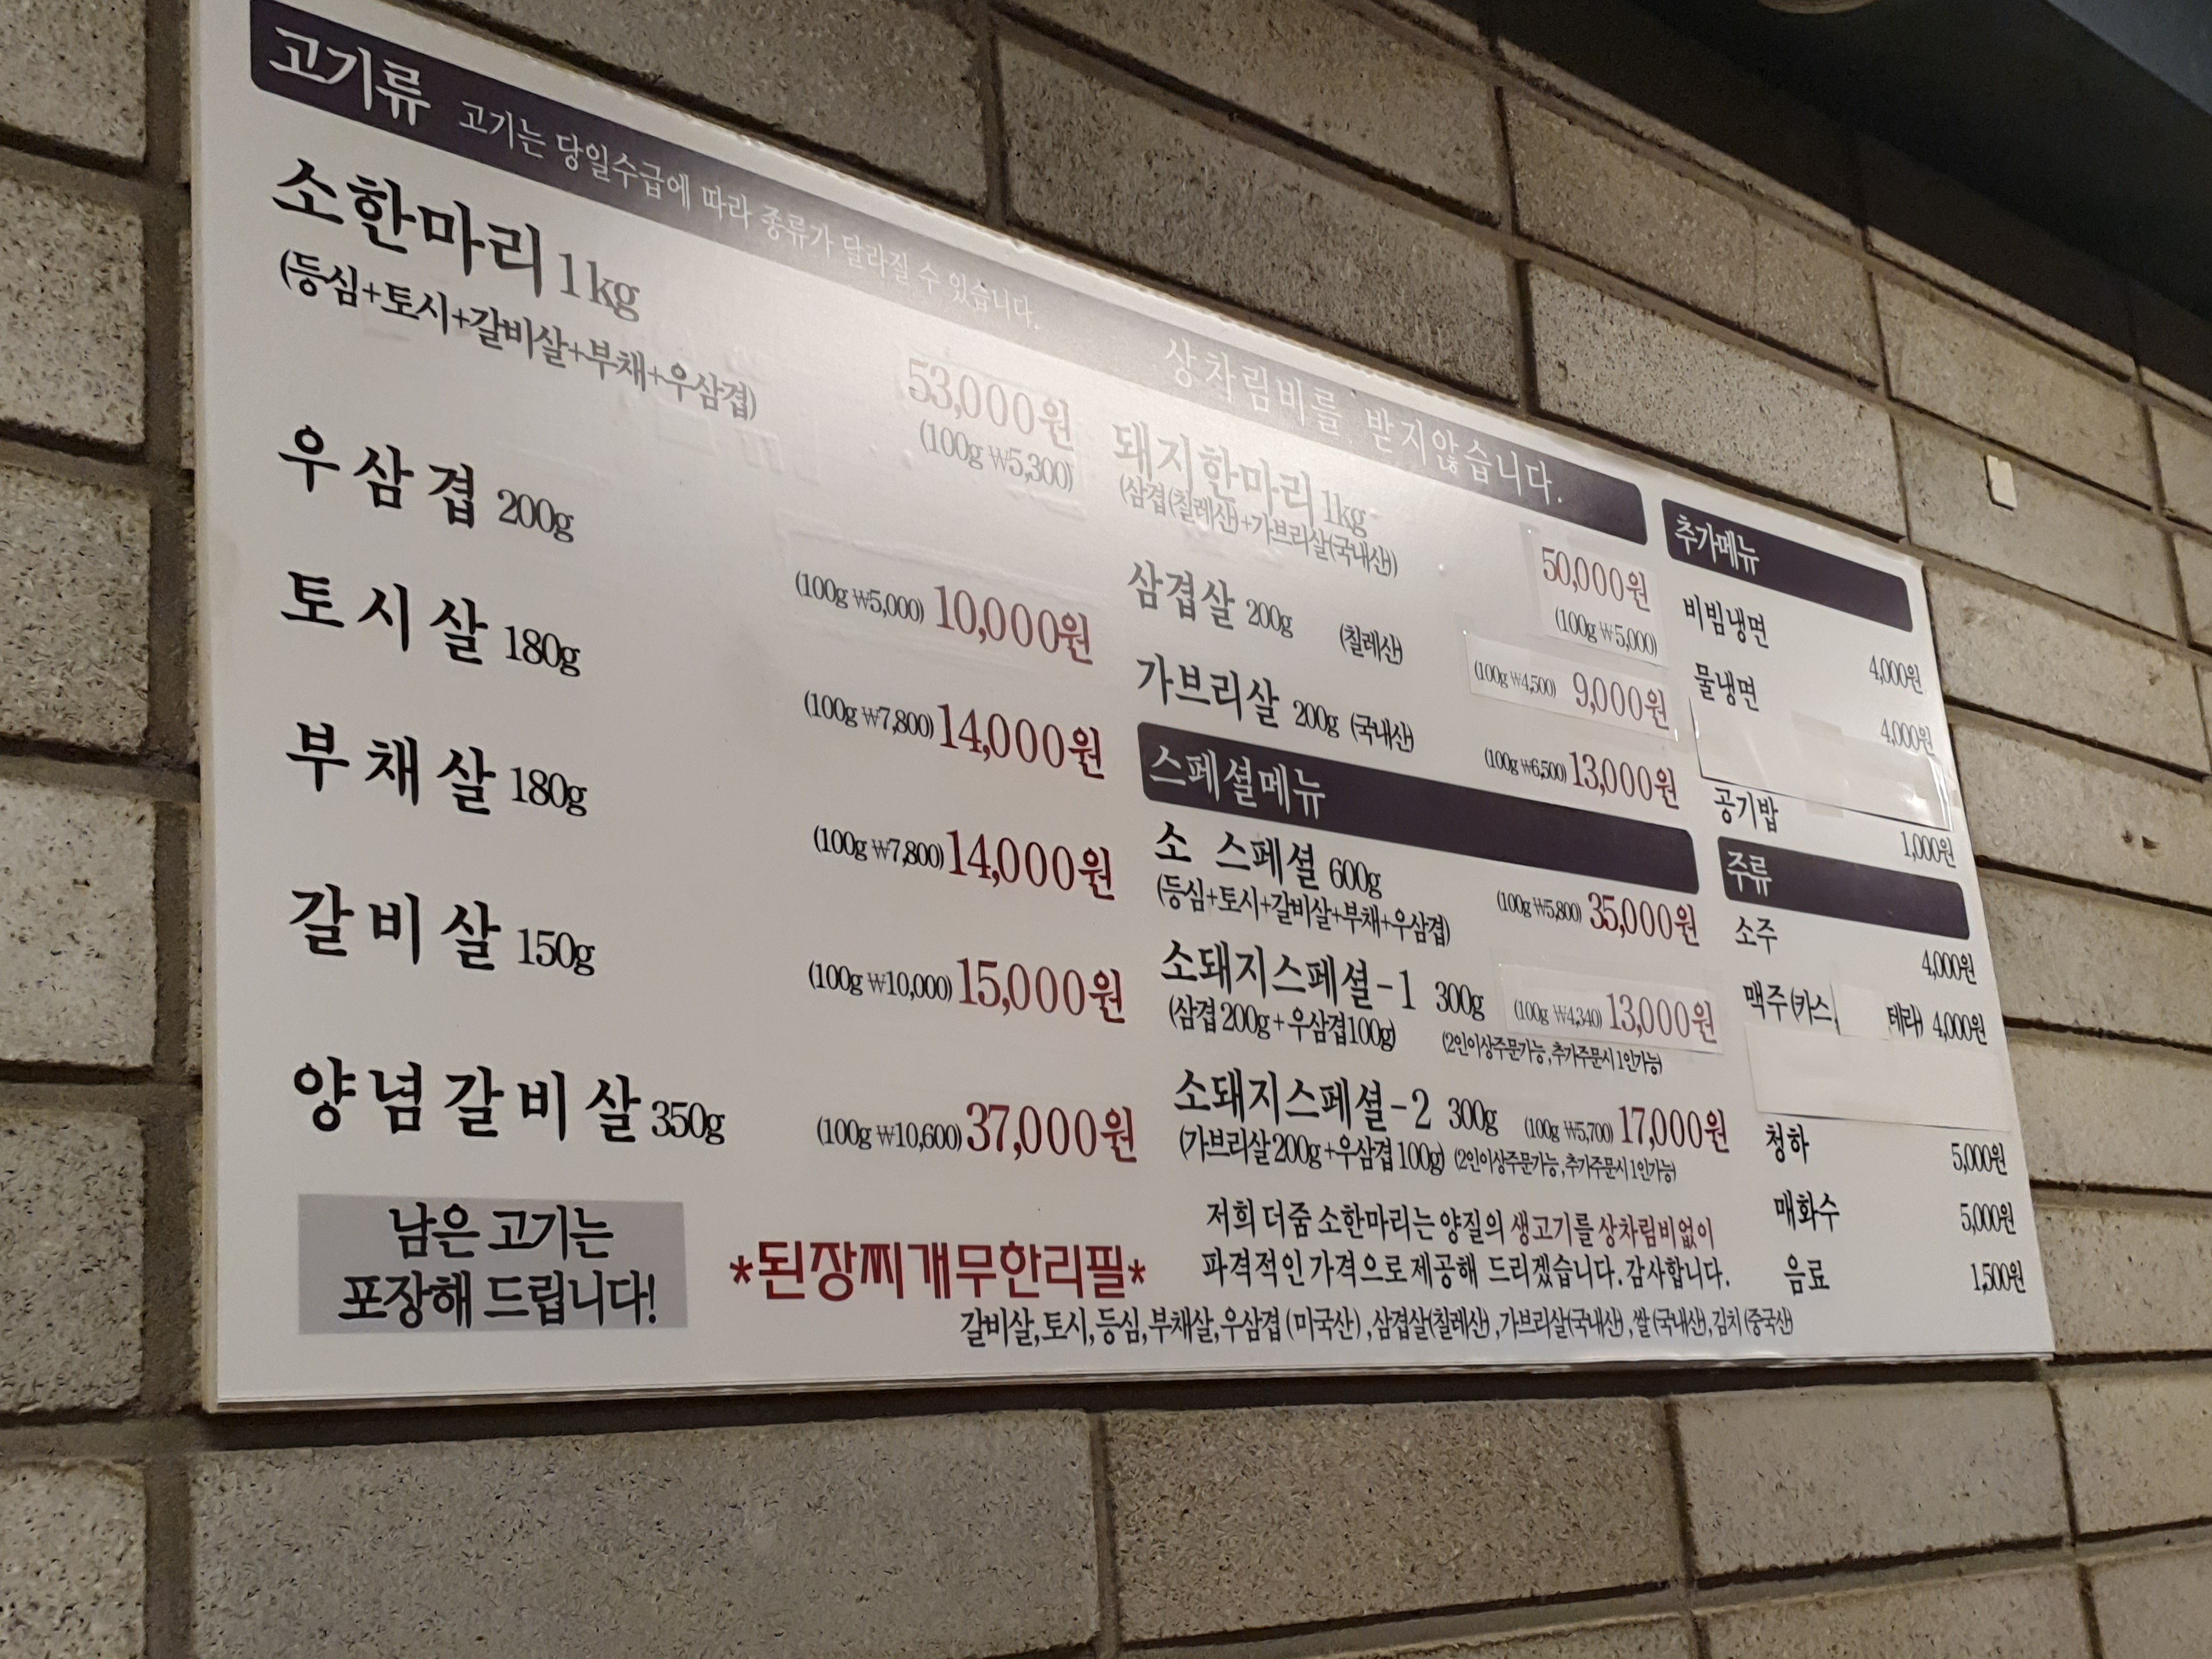 고기류 고기는 당일수급에 따라 종류가 달라질 수 있습니다.
상차림비를 받지않습니다.
소한마리 1kg
(등심+토시+갈비살+부채+우삼겹)
53,000원
(100g ₩5,300)
우삼겹 200g
(100g ₩5,000) 10,000원
토시살 180g
(100g ₩7,800) 14,000원
부채살 180g
(100g ₩7,800) 14,000원
갈비살 150g
(100g ₩10,000) 15,000원
양념갈비살 350g
(100g ₩10,600) 37,000원
남은 고기는
포장해 드립니다!
*된장찌개무한리필*
돼지한마리 1kg
(삼겹(칠레산)+가브리살(국내산))
50,000원
(100g ₩5,000)
삼겹살 200g (칠레산)
(100g ₩4,500) 9,000원
가브리살 200g (국내산)
(100g ₩6,500) 13,000원
스페셜메뉴
소 스페셜 600g
(100g ₩5,800) 35,000원
(등심+토시+갈비살+부채+우삼겹)
소돼지스페셜-1 300g (100g ₩4,340) 13,000원
(삼겹200g+우삼겹100g) (2인이상주문가능, 추가주문시1인가능)
소돼지스페셜-2 300g (100g ₩5,700) 17,000원
(가브리살200g+우삼겹100g) (2인이상주문가능, 추가주문시1인가능)
저희 더줌 소한마리는 양질의 생고기를 상차림비없이
파격적인 가격으로 제공해 드리겠습니다. 감사합니다.
갈비살,토시,등심,부채살,우삼겹(미국산),삼겹살(칠레산),가브리살(국내산),쌀(국내산),김치(중국산)
추가메뉴
비빔냉면
4,000원
물냉면
4,000원
공기밥
1,000원
주류
소주
4,000원
맥주(카스, 테라) 4,000원
청하
5,000원
매화수
5,000원
음료
1,500원